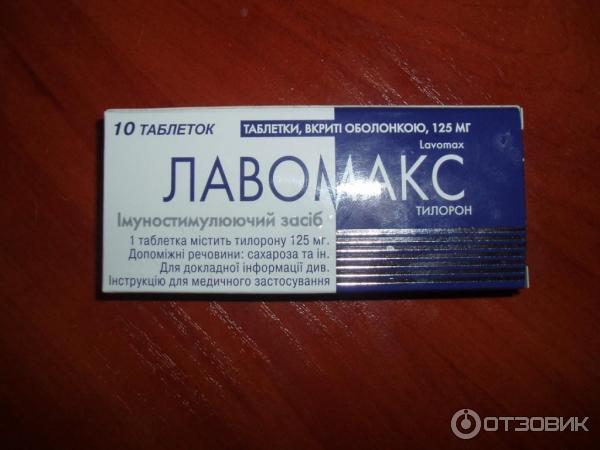 10 ТАБЛЕТОК
ТАБЛЕТКИ, ВКРИТІ ОБОЛОНКОЮ, 125 МГ
Lavomax
ЛАВОМАКС
ТИЛОРОН
Імуностимулюючий засіб
1 таблетка містить тилорону 125 мг.
Допоміжні речовини: сахароза та ін.
Для докладної інформації див.
Інструкцію для медичного застосування
ОТЗОВИК